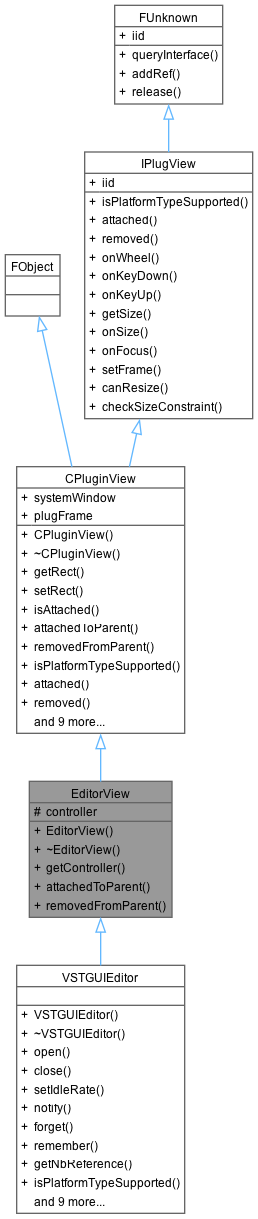 FUnknown
+ iid
+ queryInterface()
+ addRef()
+ release()
IPlugView
+ iid
+ isPlatformTypeSupported()
+ attached()
+ removed()
+ onWheel()
+ onKeyDown()
+ onKeyUp()
+ getSize()
+ onSize()
+ onFocus()
+ setFrame()
+ canResize()
+ checkSizeConstraint()
FObject
CPluginView
+ systemWindow
+ plugFrame
+ CPluginView()
+ ~CPluginView()
+ getRect()
+ setRect()
+ isAttached()
+ attachedToParent()
+ removedFromParent()
+ isPlatformTypeSupported()
+ attached()
+ removed()
and 9 more...
EditorView
# controller
+ EditorView()
+ ~EditorView()
+ getController()
+ attachedToParent()
+ removedFromParent()
VSTGUIEditor
+ VSTGUIEditor()
+ ~VSTGUIEditor()
+ open()
+ close()
+ setIdleRate()
+ notify()
+ forget()
+ remember()
+ getNbReference()
+ isPlatformTypeSupported()
and 9 more...